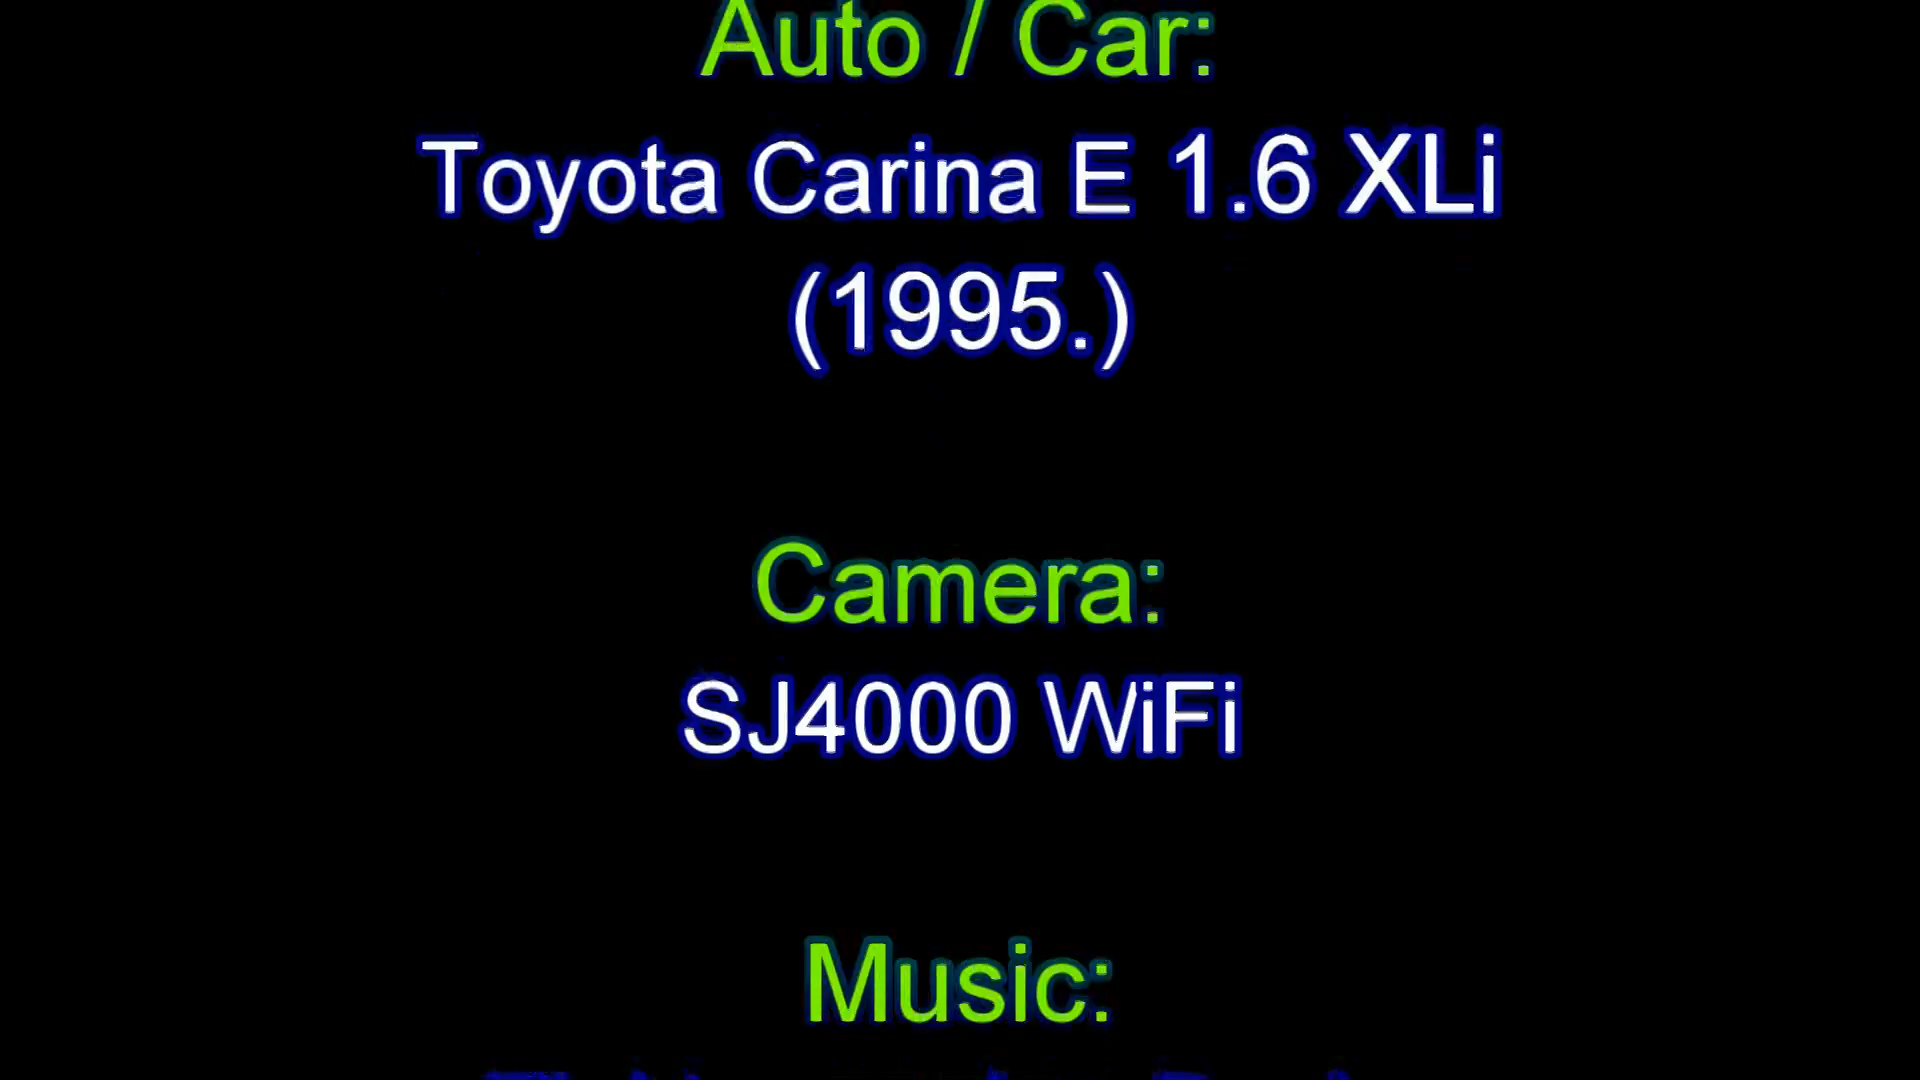 Auto / Car:
Toyota Carina E 1.6 XLi
(1995.)
Camera:
SJ4000 WiFi
Music: